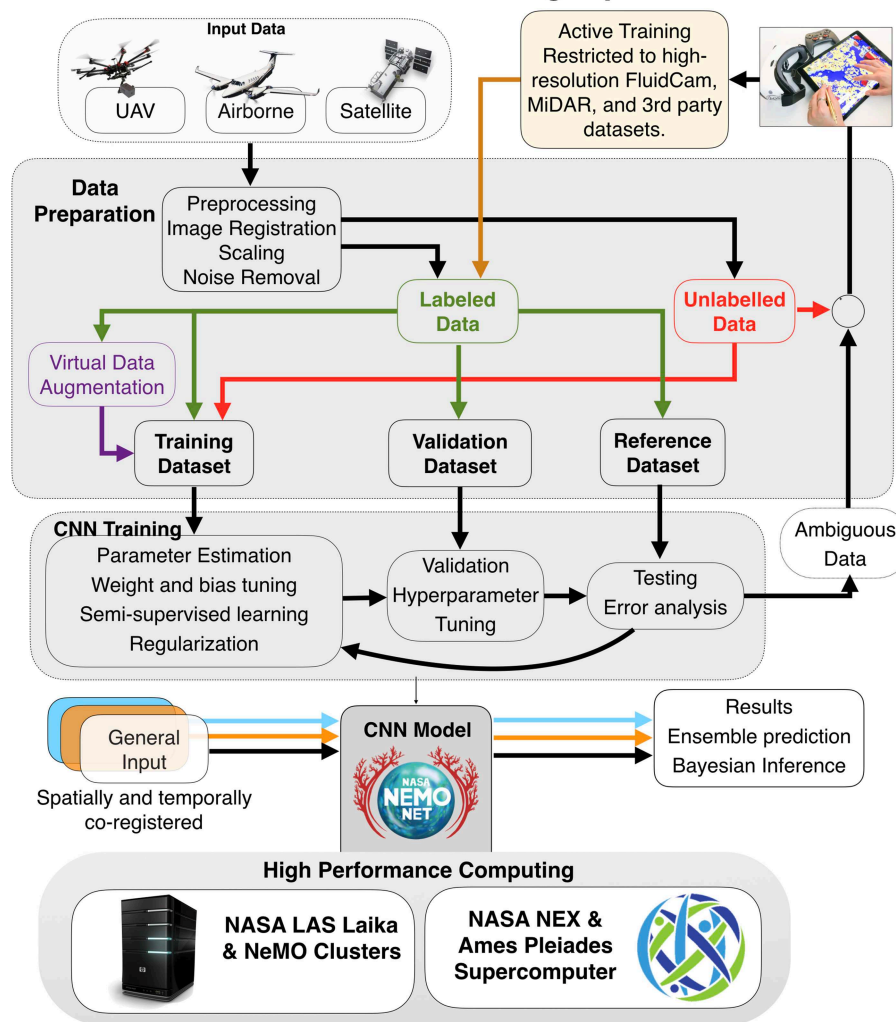 Input Data
UAV
Airborne
Satellite
Active Training
Restricted to high-
resolution FluidCam,
MiDAR, and 3rd party
datasets.
Data
Preparation
Preprocessing
Image Registration
Scaling
Noise Removal
Labeled
Data
Unlabelled
Data
Virtual Data
Augmentation
Training
Dataset
Validation
Dataset
Reference
Dataset
CNN Training
Parameter Estimation
Weight and bias tuning
Semi-supervised learning
Regularization
Validation
Hyperparameter
Tuning
Testing
Error analysis
Ambiguous
Data
General
Input
Spatially and temporally
co-registered
CNN Model
NASA
NEMO
NET
Results
Ensemble prediction
Bayesian Inference
High Performance Computing
NASA LAS Laika
& NeMO Clusters
NASA NEX &
Ames Pleiades
Supercomputer